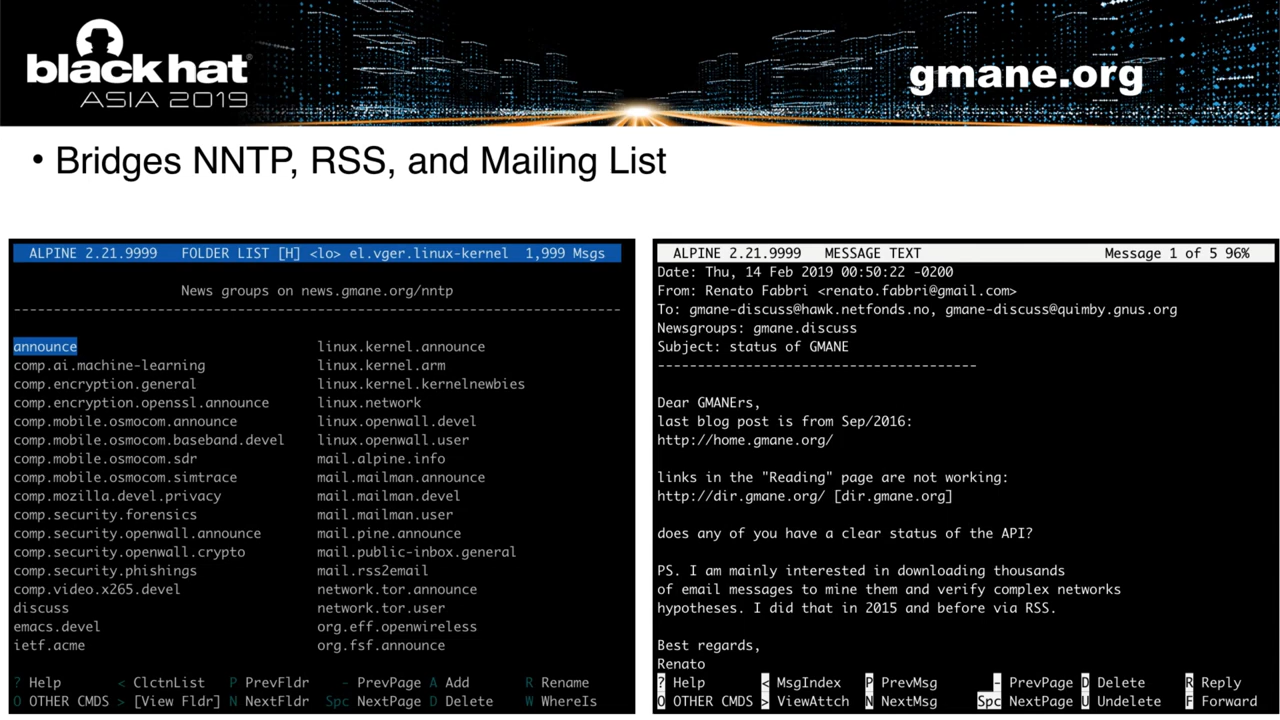 black hat®
ASIA 2019
gmane.org
• Bridges NNTP, RSS, and Mailing List
ALPINE 2.21.9999 FOLDER LIST [H] <lo> el.vger.linux-kernel 1,999 Msgs
News groups on news.gmane.org/nntp
--------------------------------------------------------------------------------
announce linux.kernel.announce
comp.ai.machine-learning linux.kernel.arm
comp.encryption.general linux.kernel.kernelnewbies
comp.encryption.openssl.announce linux.network
comp.mobile.osmocom.announce linux.openwall.devel
comp.mobile.osmocom.baseband.devel linux.openwall.user
comp.mobile.osmocom.sdr mail.alpine.info
comp.mobile.osmocom.simtrace mail.mailman.announce
comp.mozilla.devel.privacy mail.mailman.devel
comp.security.forensics mail.mailman.user
comp.security.openwall.announce mail.pine.announce
comp.security.openwall.crypto mail.public-inbox.general
comp.security.phishings mail.rss2email
comp.video.x265.devel network.tor.announce
discuss network.tor.user
emacs.devel org.eff.openwireless
ietf.acme org.fsf.announce
? Help < ClctnList P PrevFldr - PrevPage A Add R Rename
O OTHER CMDS > [View Fldr] N NextFldr Spc NextPage D Delete W WhereIs
ALPINE 2.21.9999 MESSAGE TEXT Message 1 of 5 96%
Date: Thu, 14 Feb 2019 00:50:22 -0200
From: Renato Fabbri <renato.fabbri@gmail.com>
To: gmane-discuss@hawk.netfonds.no, gmane-discuss@quimby.gnus.org
Newsgroups: gmane.discuss
Subject: status of GMANE
----------------------------------------
Dear GMANErs,
last blog post is from Sep/2016:
http://home.gmane.org/
links in the "Reading" page are not working:
http://dir.gmane.org/ [dir.gmane.org]
does any of you have a clear status of the API?
PS. I am mainly interested in downloading thousands
of email messages to mine them and verify complex networks
hypotheses. I did that in 2015 and before via RSS.
Best regards,
Renato
? Help < MsgIndex P PrevMsg - PrevPage D Delete R Reply
O OTHER CMDS > ViewAttch N NextMsg Spc NextPage U Undelete F Forward